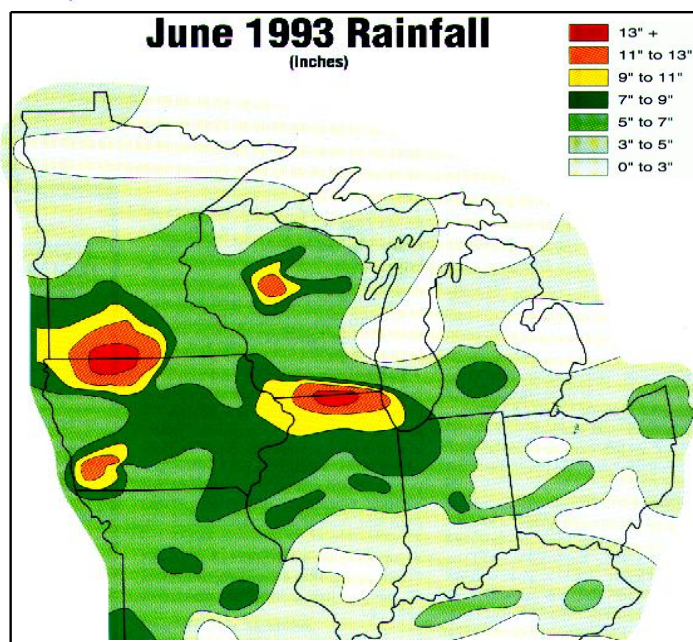 June 1993 Rainfall
(Inches)
13" +
11" to 13"
9" to 11"
7" to 9"
5" to 7"
3" to 5"
0" to 3"